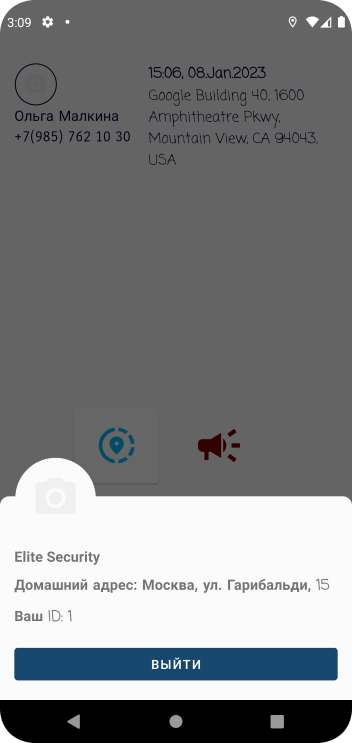 3:09
15:06, 08.Jan.2023
Google Building 40, 1600
Amphitheatre Pkwy,
Mountain View, CA 94043,
USA
Ольга Малкина
+7(985) 762 10 30
Elite Security
Домашний адрес: Москва, ул. Гарибальди, 15
Ваш ID: 1
ВЫЙТИ